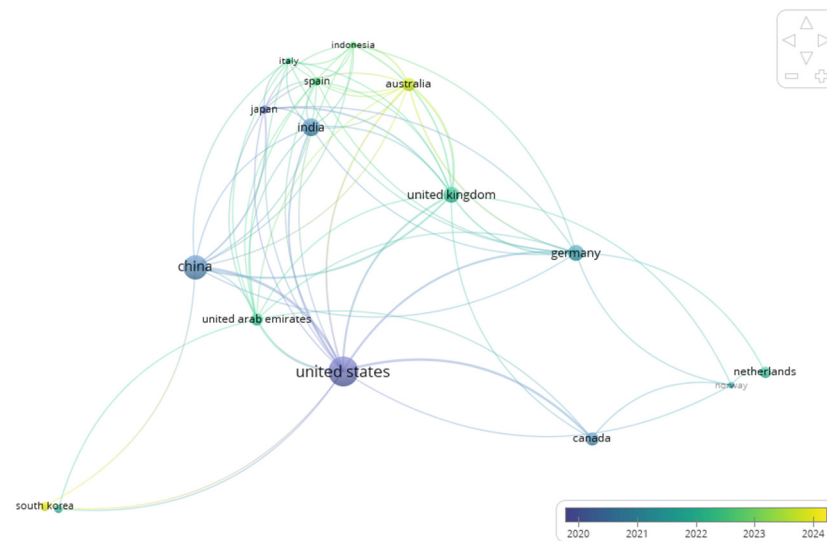 indonesia
italy
spain
australia
japan
india
united kingdom
germany
china
united arab emirates
united states
netherlands
norway
canada
south korea
2020 2021 2022 2023 2024